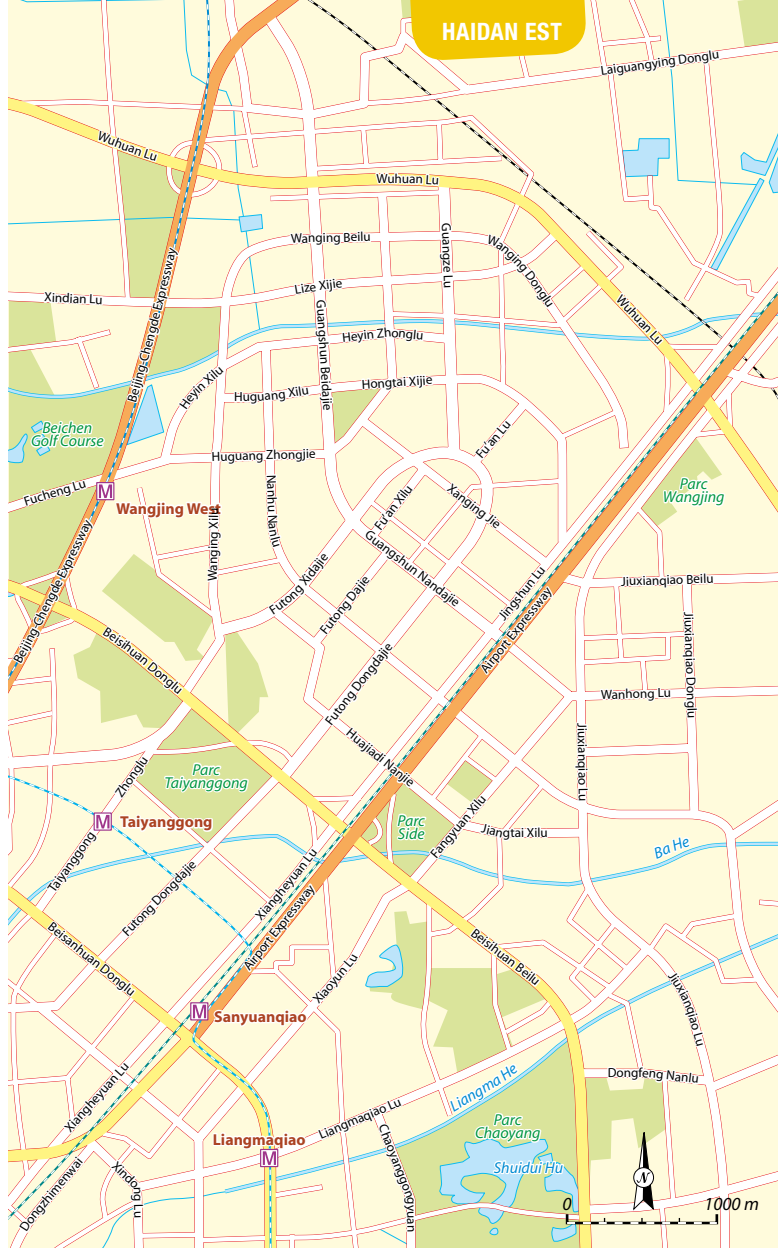 HAIDAN EST
Laiguangying Donglu
Wuhuan Lu
Wuhuan Lu
Wanging Beilu
Guangze Lu
Wanging Donglu
Xindian Lu
Lize Xijie
Beijing-Chengde Expressway
Guangshun Beidajie
Wuhuan Lu
Heyin Zhonglu
Heyin Xilu
Huguang Xilu
Hongtai Xijie
Beichen
Golf Course
Fu'an Lu
Huguang Zhongjie
Fucheng Lu
Wangjing West
Nanhu Nanlu
Wanging Xilu
Fu'an Xilu
Xanging Jie
Parc
Wangjing
Guangshun Nandajie
Beijing-Chengde Expressway
Futong Xidajie
Futong Dajie
Jingshun Lu
Jiuxianqiao Beilu
Airport Expressway
Jiuxianqiao Donglu
Beisihuan Donglu
Futong Dongdajie
Wanhong Lu
Huajiadi Nanjie
Jiuxianqiao Lu
Zhonglu
Parc
Taiyanggong
Taiyanggong
Parc
Side
Fangyuan Xilu
Jiangtai Xilu
Ba He
Taiyanggong
Futong Dongdajie
Xiangheyuan Lu
Airport Expressway
Beisanhuan Donglu
Beisihuan Beilu
Xiaoyun Lu
Jiuxianqiao Lu
Sanyuanqiao
Xiangheyuan Lu
Dongfeng Nanlu
Liangma He
Liangmaqiao Lu
Liangmaqiao
Parc
Chaoyang
Shuidui Hu
Chaoyanggongyuan
Xindong Lu
Dongzhimenwai
M
M
M
M
N
0
1000 m